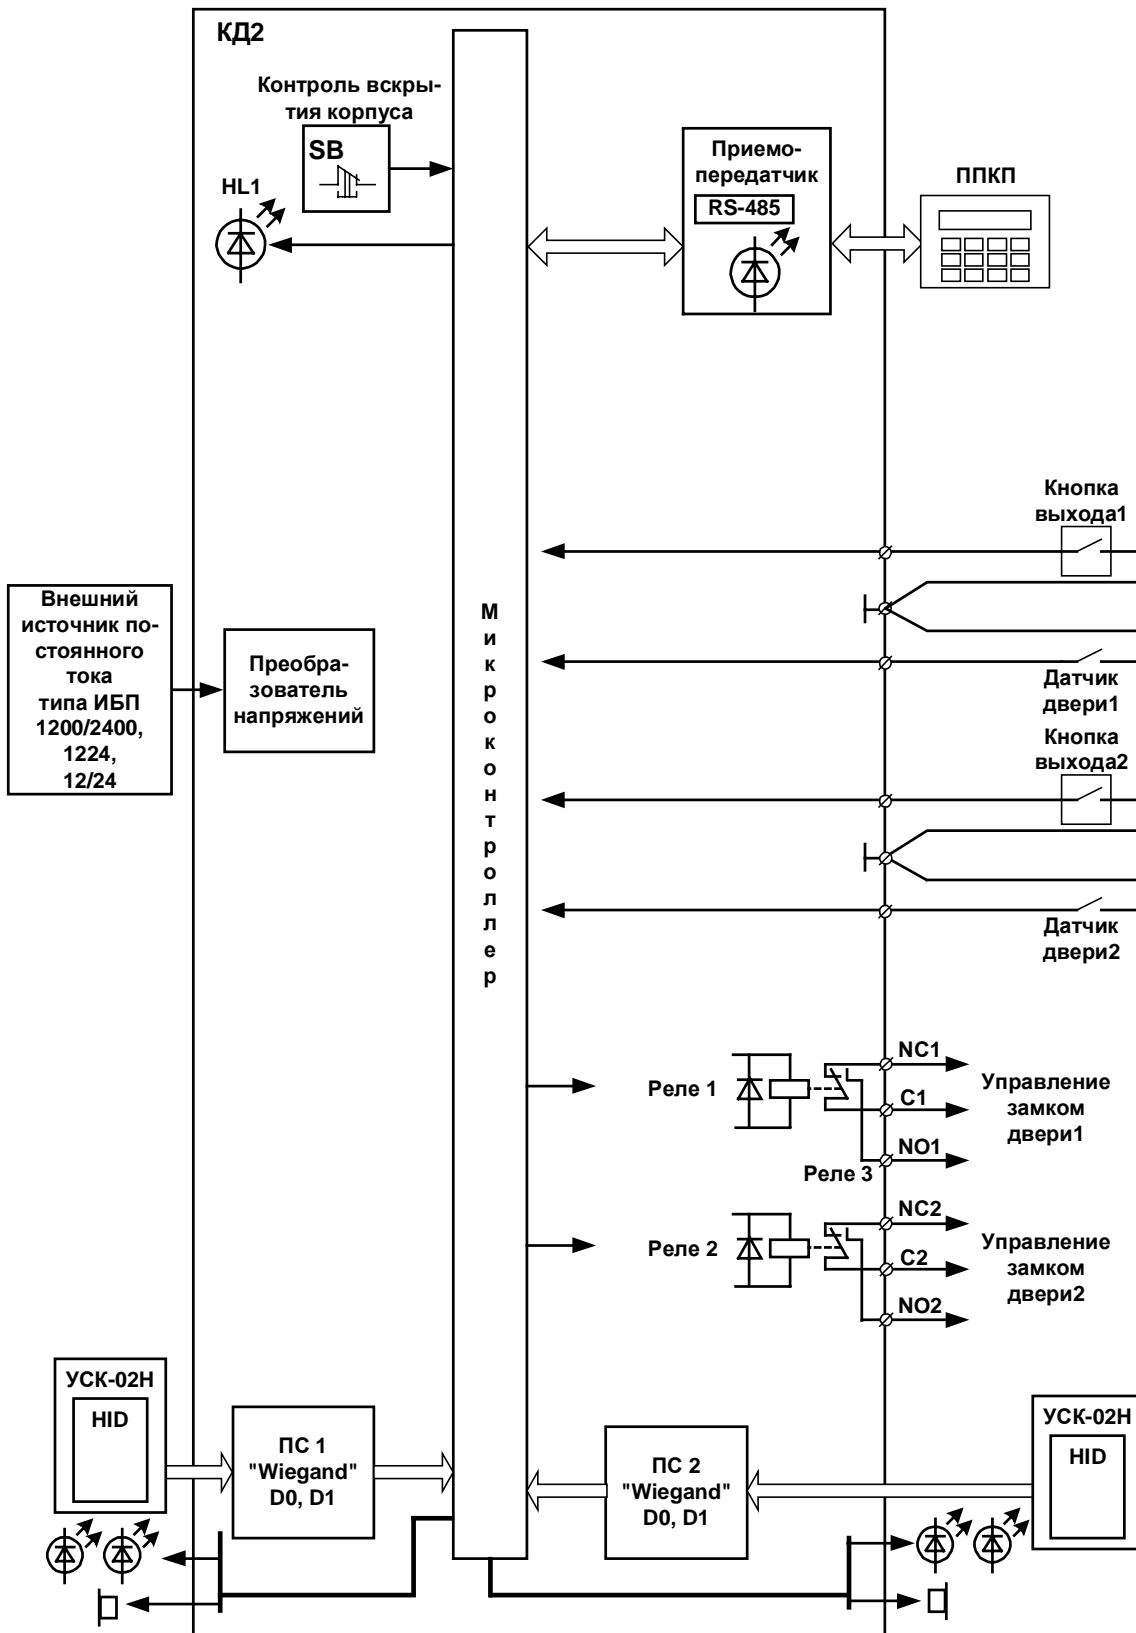 КД2
Контроль вскры-
тия корпуса
SB
HL1
Приемо-
передатчик
RS-485
ППКП
Кнопка
выхода1
Датчик
двери1
Кнопка
выхода2
Датчик
двери2
Внешний
источник по-
стоянного
тока
типа ИБП
1200/2400,
1224,
12/24
Преобра-
зователь
напряжений
Микроконтроллер
Реле 1
NC1
C1
NO1
Управление
замком
двери1
Реле 3
Реле 2
NC2
C2
NO2
Управление
замком
двери2
УСК-02Н
HID
ПС 1
"Wiegand"
D0, D1
ПС 2
"Wiegand"
D0, D1
УСК-02Н
HID